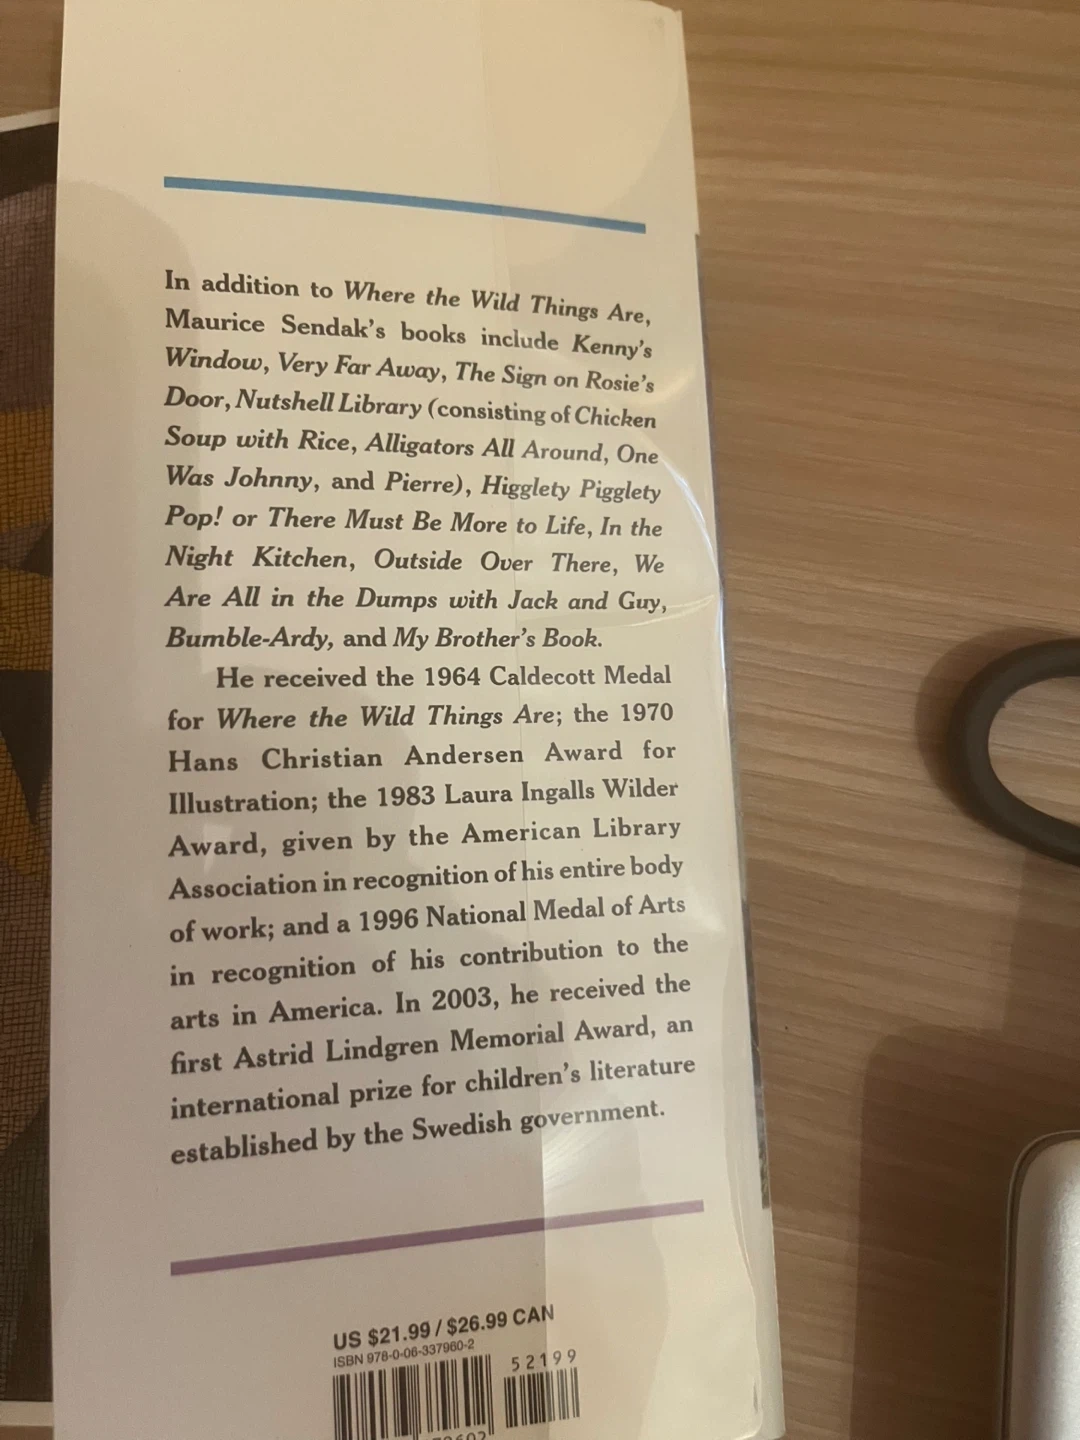 In addition to Where the Wild Things Are,
Maurice Sendak's books include Kenny's
Window, Very Far Away, The Sign on Rosie's
Door, Nutshell Library (consisting of Chicken
Soup with Rice, Alligators All Around, One
Was Johnny, and Pierre), Higglety Pigglety
Pop! or There Must Be More to Life, In the
Night Kitchen, Outside Over There, We
Are All in the Dumps with Jack and Guy,
Bumble-Ardy, and My Brother's Book.
He received the 1964 Caldecott Medal
for Where the Wild Things Are; the 1970
Hans Christian Andersen Award for
Illustration; the 1983 Laura Ingalls Wilder
Award, given by the American Library
Association in recognition of his entire body
of work; and a 1996 National Medal of Arts
in recognition of his contribution to the
arts in America. In 2003, he received the
first Astrid Lindgren Memorial Award, an
international prize for children's literature
established by the Swedish government.
US $21.99 / $26.99 CAN
ISBN 978-0-06-337960-2
52199